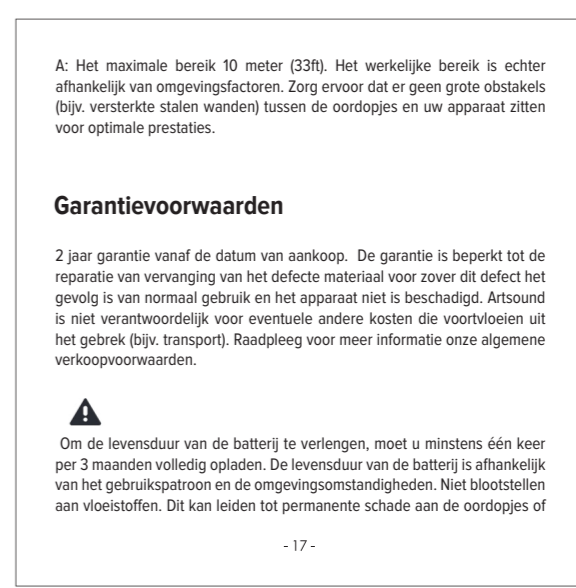 A: Het maximale bereik 10 meter (33ft). Het werkelijke bereik is echter
afhankelijk van omgevingsfactoren. Zorg ervoor dat er geen grote obstakels
(bijv. versterkte stalen wanden) tussen de oordopjes en uw apparaat zitten
voor optimale prestaties.
Garantievoorwaarden
2 jaar garantie vanaf de datum van aankoop. De garantie is beperkt tot de
reparatie van vervanging van het defecte materiaal voor zover dit defect het
gevolg is van normaal gebruik en het apparaat niet is beschadigd. Artsound
is niet verantwoordelijk voor eventuele andere kosten die voortvloeien uit
het gebrek (bijv. transport). Raadpleeg voor meer informatie onze algemene
verkoopvoorwaarden.
Om de levensduur van de batterij te verlengen, moet u minstens één keer
per 3 maanden volledig opladen. De levensduur van de batterij is afhankelijk
van het gebruikspatroon en de omgevingsomstandigheden. Niet blootstellen
aan vloeistoffen. Dit kan leiden tot permanente schade aan de oordopjes of
- 17 -